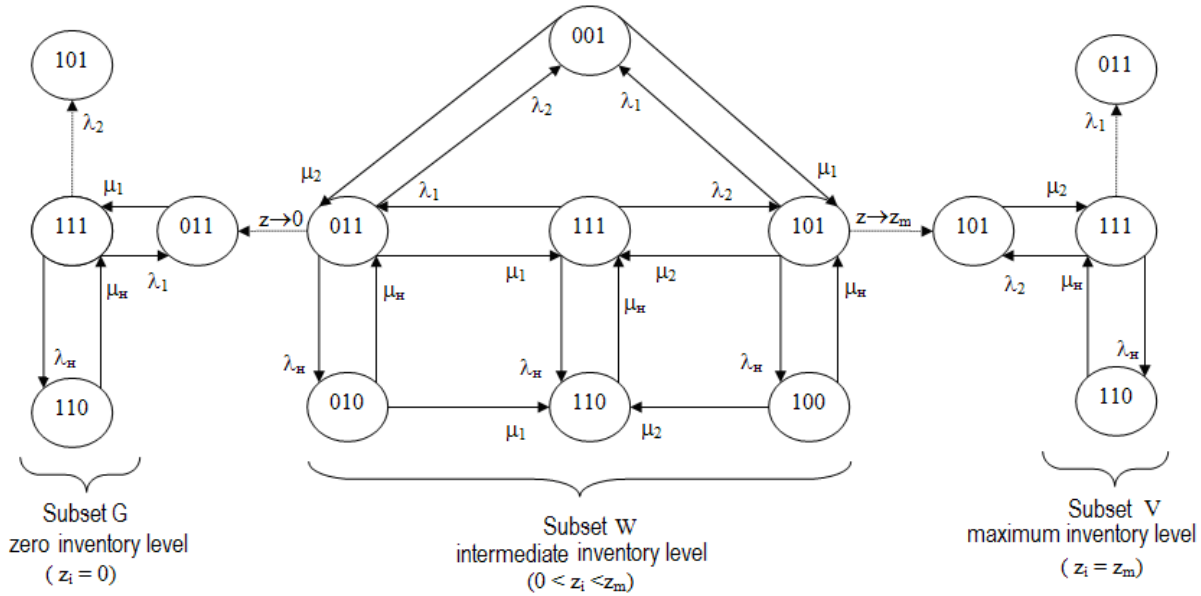 001
101
011
λ₂
λ₁
λ₂
λ₁
μ₁
μ₂
λ₁
λ₂
μ₁
μ₂
111
011
z→0
011
111
101
z→zₘ
101
111
λ₁
μн
μ₁
μ₂
λ₂
μн
μн
μн
μн
λн
λн
λн
λн
λн
110
010
110
100
110
μ₁
μ₂
Subset G
zero inventory level
( zᵢ = 0)
Subset W
intermediate inventory level
(0 < zᵢ <zₘ)
Subset V
maximum inventory level
( zᵢ = zₘ)